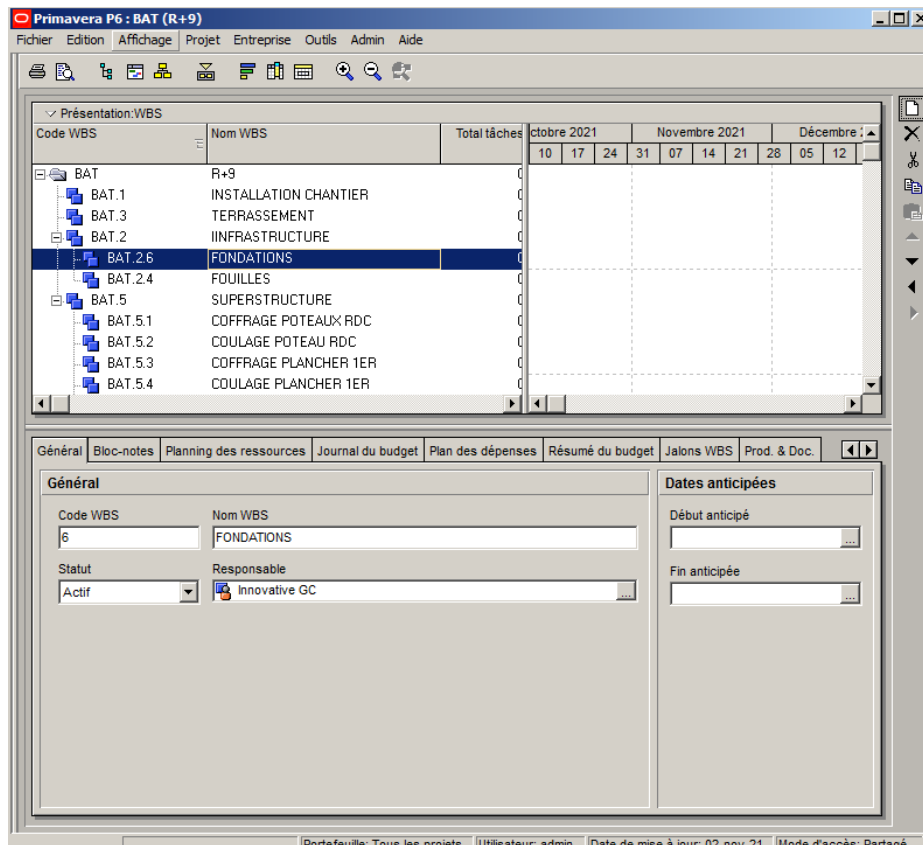 Primavera P6 : BAT (R+9)
Fichier Edition Affichage Projet Entreprise Outils Admin Aide
Présentation:WBS
Code WBS Nom WBS Total tâches ctobre 2021 Novembre 2021 Décembre
10 17 24 31 07 14 21 28 05 12
BAT R+9
BAT.1 INSTALLATION CHANTIER
BAT.3 TERRASSEMENT
BAT.2 IINFRASTRUCTURE
BAT.2.6 FONDATIONS
BAT.2.4 FOUILLES
BAT.5 SUPERSTRUCTURE
BAT.5.1 COFFRAGE POTEAUX RDC
BAT.5.2 COULAGE POTEAU RDC
BAT.5.3 COFFRAGE PLANCHER 1ER
BAT.5.4 COULAGE PLANCHER 1ER
Général Bloc-notes Planning des ressources Journal du budget Plan des dépenses Résumé du budget Jalons WBS Prod. & Doc.
Général Dates anticipées
Code WBS Nom WBS Début anticipé
6 FONDATIONS ...
Statut Responsable Fin anticipée
Actif Innovative GC ... ...
Portefeuille: Tous les projets Utilisateur: admin Date de mise à jour: 02-nov-21 Mode d'accès: Partagé